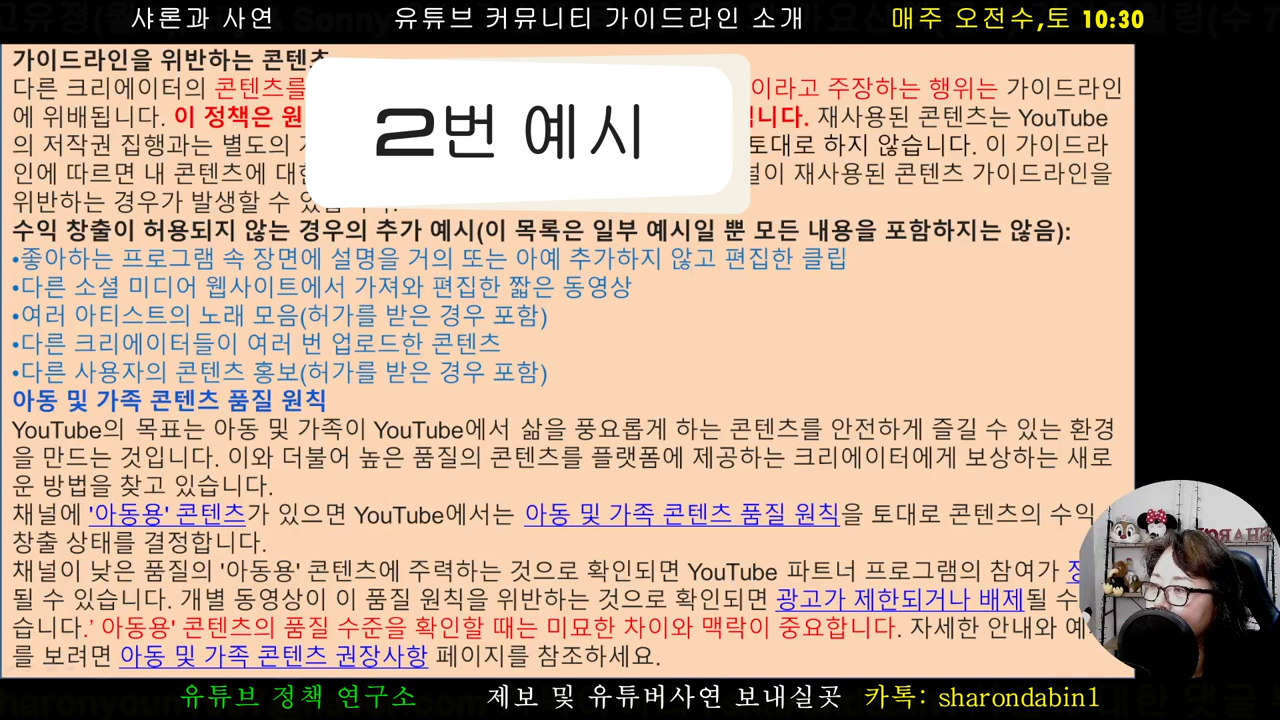 샤론과 사연 유튜브 커뮤니티 가이드라인 소개 매주 오전수,토 10:30
가이드라인을 위반하는 콘텐츠
다른 크리에이터의 콘텐츠를 이라고 주장하는 행위는 가이드라인
에 위배됩니다. 이 정책은 원 니다. 재사용된 콘텐츠는 YouTube
의 저작권 집행과는 별도의 토대로 하지 않습니다. 이 가이드라
인에 따르면 내 콘텐츠에 대한 널이 재사용된 콘텐츠 가이드라인을
위반하는 경우가 발생할 수
2번 예시
수익 창출이 허용되지 않는 경우의 추가 예시(이 목록은 일부 예시일 뿐 모든 내용을 포함하지는 않음):
•좋아하는 프로그램 속 장면에 설명을 거의 또는 아예 추가하지 않고 편집한 클립
•다른 소셜 미디어 웹사이트에서 가져와 편집한 짧은 동영상
•여러 아티스트의 노래 모음(허가를 받은 경우 포함)
•다른 크리에이터들이 여러 번 업로드한 콘텐츠
•다른 사용자의 콘텐츠 홍보(허가를 받은 경우 포함)
아동 및 가족 콘텐츠 품질 원칙
YouTube의 목표는 아동 및 가족이 YouTube에서 삶을 풍요롭게 하는 콘텐츠를 안전하게 즐길 수 있는 환경
을 만드는 것입니다. 이와 더불어 높은 품질의 콘텐츠를 플랫폼에 제공하는 크리에이터에게 보상하는 새로
운 방법을 찾고 있습니다.
채널에 '아동용' 콘텐츠가 있으면 YouTube에서는 아동 및 가족 콘텐츠 품질 원칙을 토대로 콘텐츠의 수익
창출 상태를 결정합니다.
채널이 낮은 품질의 '아동용' 콘텐츠에 주력하는 것으로 확인되면 YouTube 파트너 프로그램의 참여가
될 수 있습니다. 개별 동영상이 이 품질 원칙을 위반하는 것으로 확인되면 광고가 제한되거나 배제될 수
습니다.’ 아동용' 콘텐츠의 품질 수준을 확인할 때는 미묘한 차이와 맥락이 중요합니다. 자세한 안내와 예
를 보려면 아동 및 가족 콘텐츠 권장사항 페이지를 참조하세요.
유튜브 정책 연구소 제보 및 유튜버사연 보내실곳 카톡: sharondabin1